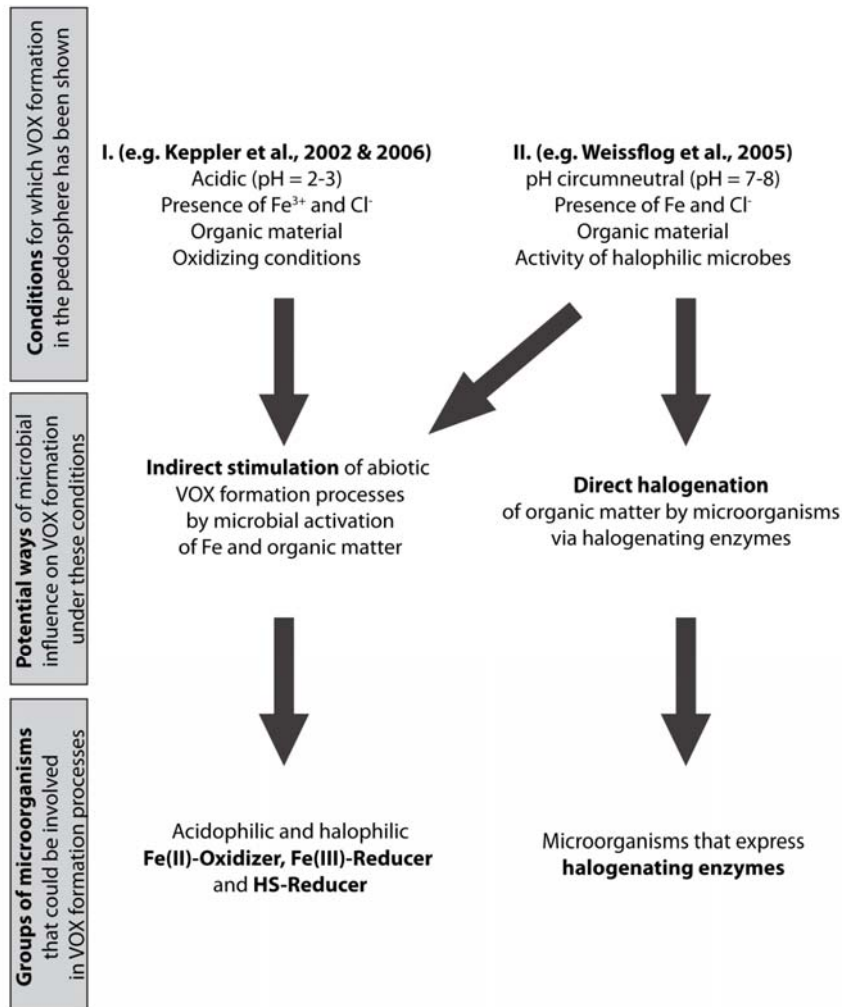 Conditions for which VOX formation
in the pedosphere has been shown
I. (e.g. Keppler et al., 2002 & 2006)
Acidic (pH = 2-3)
Presence of Fe³⁺ and Cl⁻
Organic material
Oxidizing conditions
II. (e.g. Weissflog et al., 2005)
pH circumneutral (pH = 7-8)
Presence of Fe and Cl⁻
Organic material
Activity of halophilic microbes
Potential ways of microbial
influence on VOX formation
under these conditions
Indirect stimulation of abiotic
VOX formation processes
by microbial activation
of Fe and organic matter
Direct halogenation
of organic matter by microorganisms
via halogenating enzymes
Groups of microorganisms
that could be involved
in VOX formation processes
Acidophilic and halophilic
Fe(II)-Oxidizer, Fe(III)-Reducer
and HS-Reducer
Microorganisms that express
halogenating enzymes